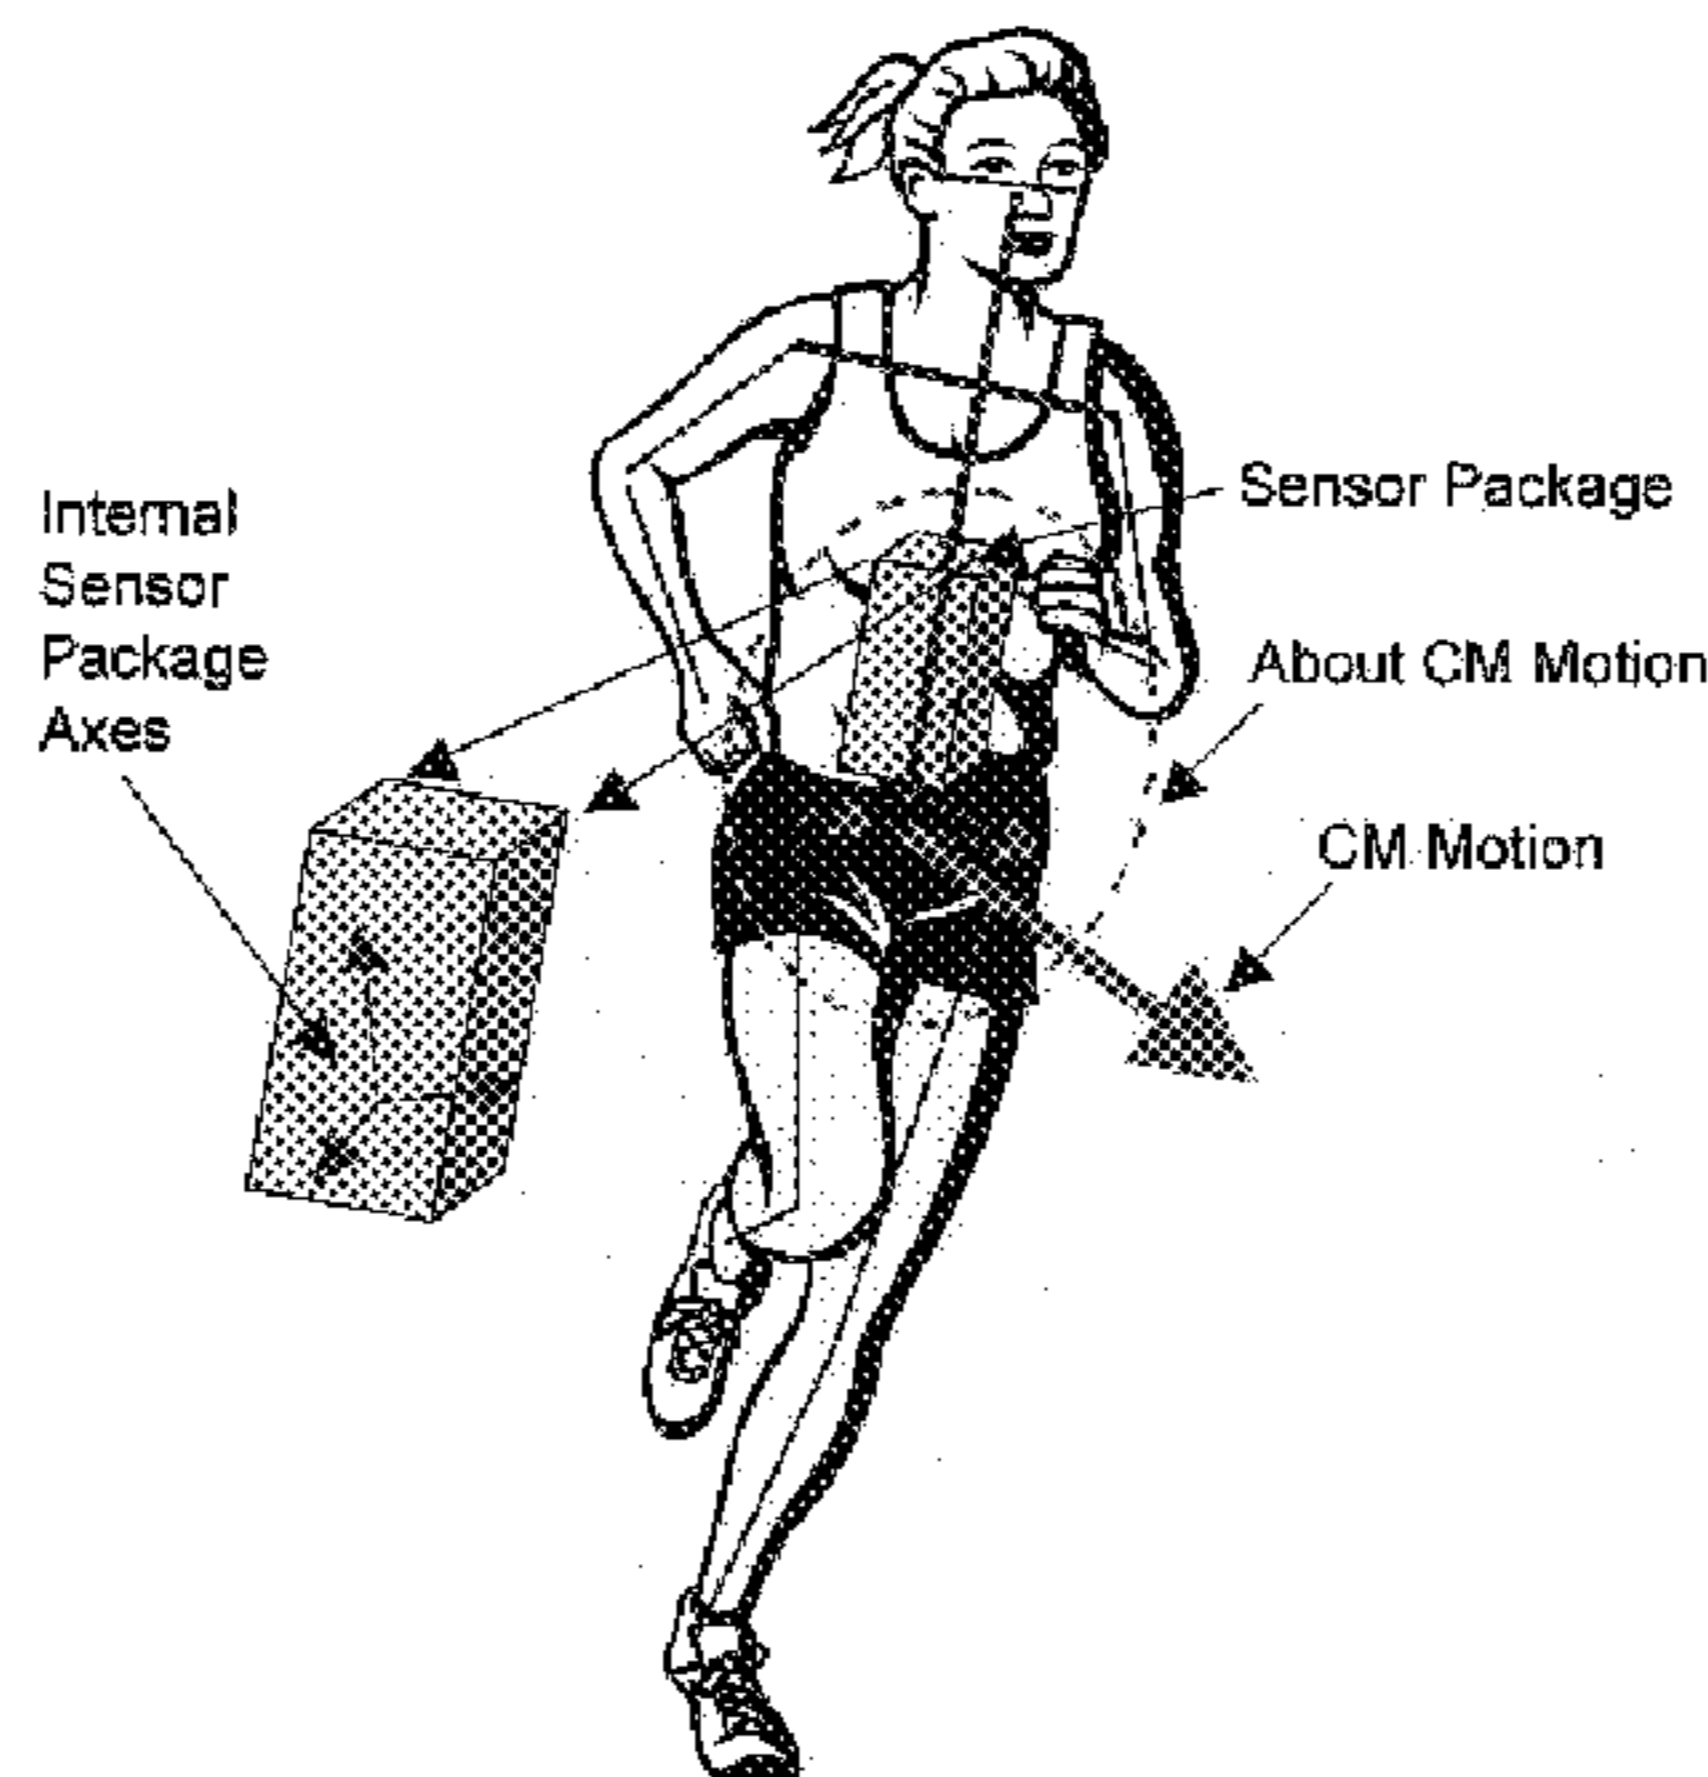 Internal
Sensor
Package
Axes
Sensor Package
About CM Motion
CM Motion